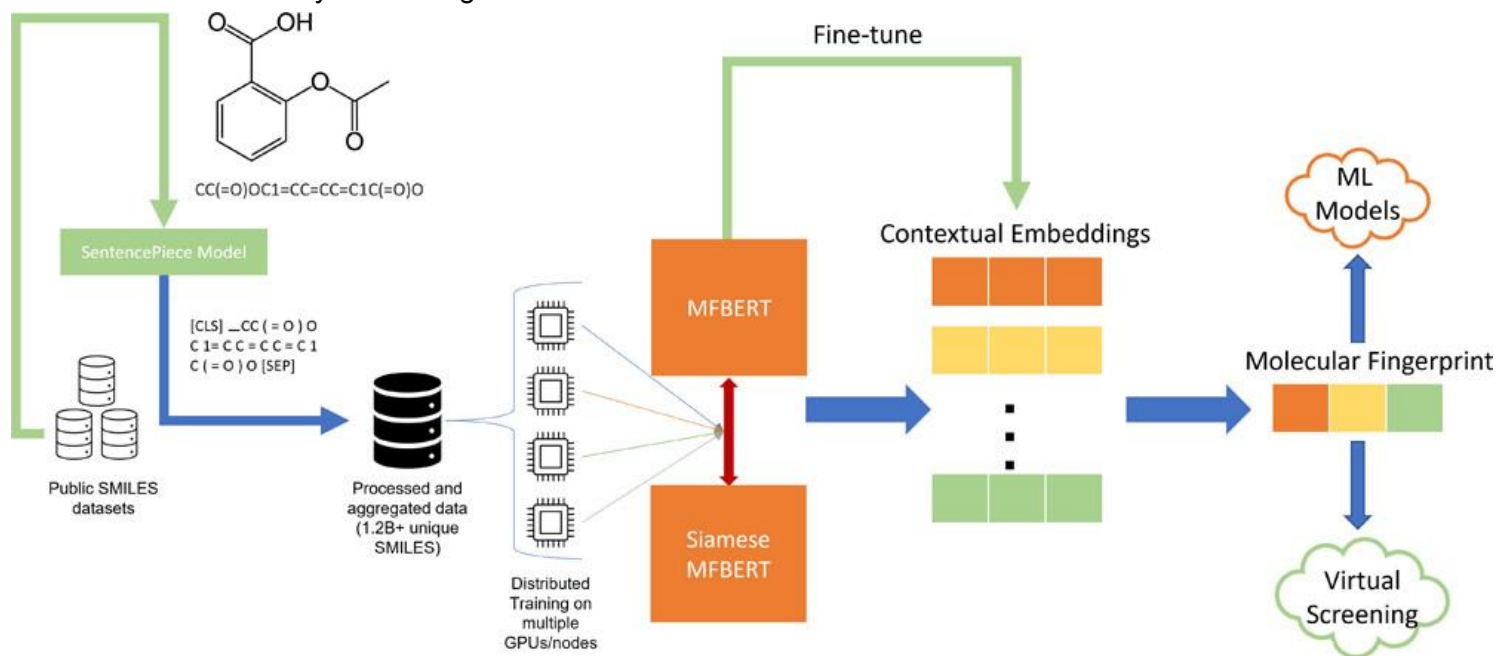 O
OH
O
O
CC(=O)OC1=CC=CC=C1C(=O)O
SentencePiece Model
[CLS] _CC ( = O ) O
C 1= C C = C C = C 1
C ( = O ) O [SEP]
Public SMILES
datasets
Processed and
aggregated data
(1.2B+ unique
SMILES)
Distributed
Training on
multiple
GPUs/nodes
Fine-tune
MFBERT
Siamese
MFBERT
Contextual Embeddings
Molecular Fingerprint
ML
Models
Virtual
Screening